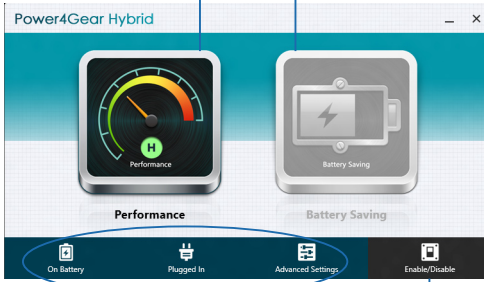 Power4Gear Hybrid
H
Performance
Battery Saving
Performance
Battery Saving
On Battery
Plugged In
Advanced Settings
Enable/Disable